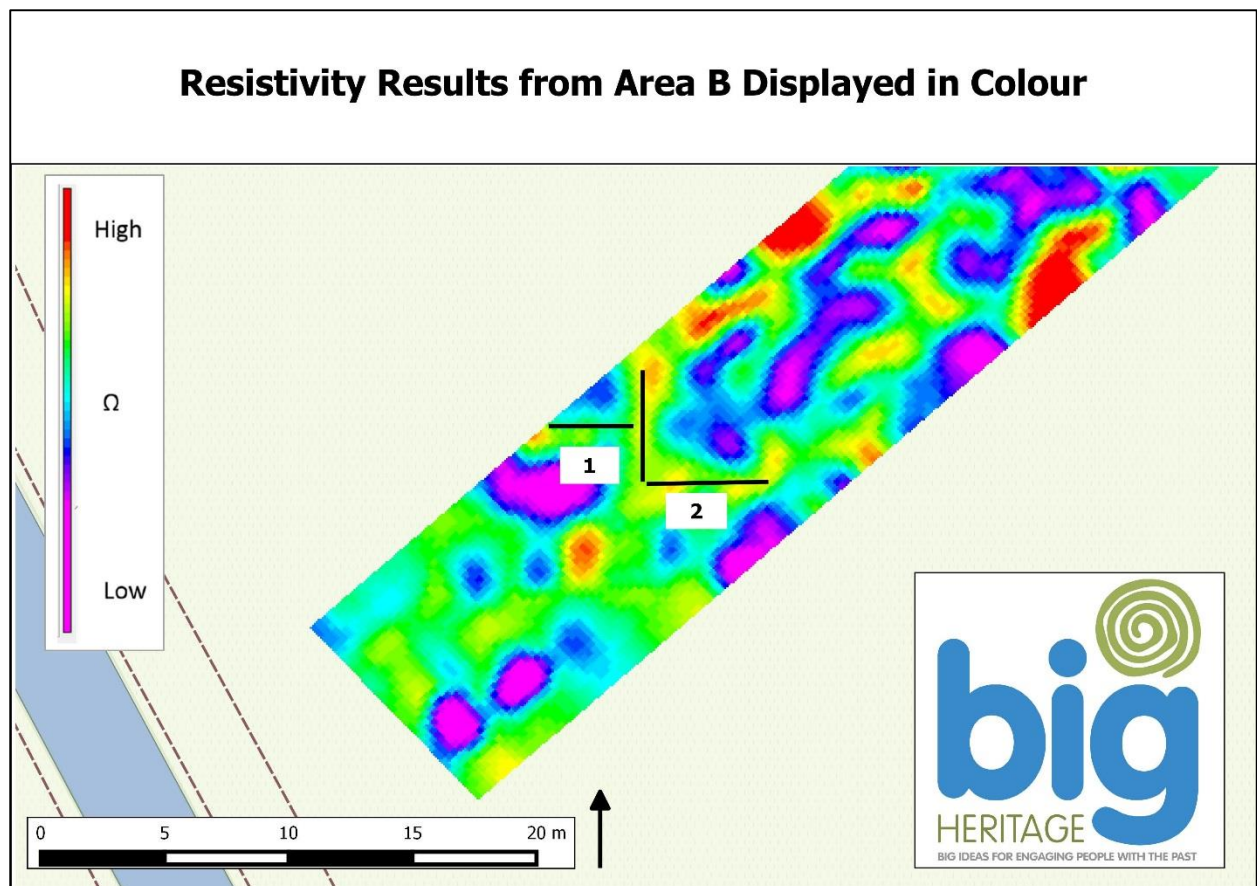 Resistivity Results from Area B Displayed in Colour
High
Ω
Low
1
2
0 5 10 15 20 m
big
HERITAGE
BIG IDEAS FOR ENGAGING PEOPLE WITH THE PAST